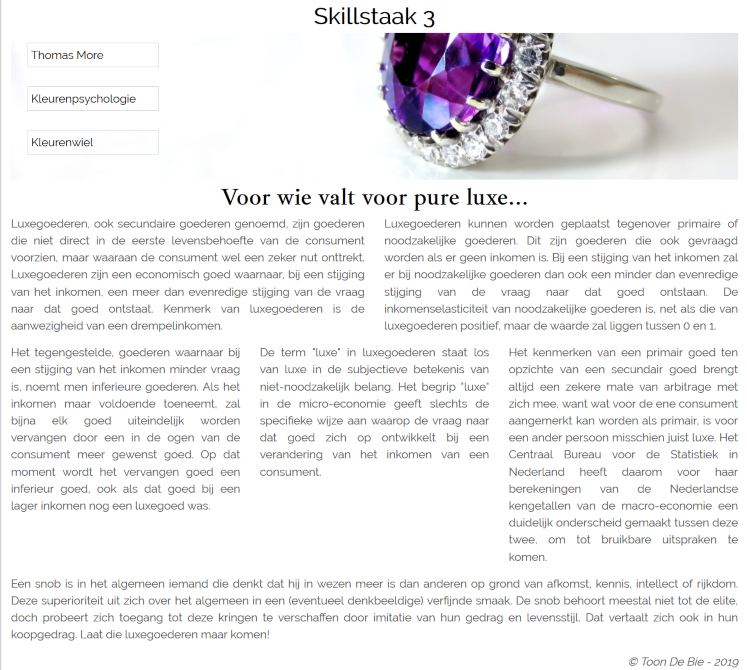 Skillstaak 3
Thomas More
Kleurenpsychologie
Kleurenwiel
Voor wie valt voor pure luxe...
Luxegoederen, ook secundaire goederen genoemd, zijn goederen
die niet direct in de eerste levensbehoefte van de consument
voorzien, maar waaraan de consument wel een zeker nut onttrekt.
Luxegoederen zijn een economisch goed waarnaar, bij een stijging
van het inkomen, een meer dan evenredige stijging van de vraag
naar dat goed ontstaat. Kenmerk van luxegoederen is de
aanwezigheid van een drempelinkomen.
Luxegoederen kunnen worden geplaatst tegenover primaire of
noodzakelijke goederen. Dit zijn goederen die ook gevraagd
worden als er geen inkomen is. Bij een stijging van het inkomen zal
er bij noodzakelijke goederen dan ook een minder dan evenredige
stijging van de vraag naar dat goed ontstaan. De
inkomenselasticiteit van noodzakelijke goederen is, net als die van
luxegoederen positief, maar de waarde zal liggen tussen 0 en 1.
Het tegengestelde, goederen waarnaar bij
een stijging van het inkomen minder vraag
is, noemt men inferieure goederen. Als het
inkomen maar voldoende toeneemt, zal
bijna elk goed uiteindelijk worden
vervangen door een in de ogen van de
consument meer gewenst goed. Op dat
moment wordt het vervangen goed een
inferieur goed, ook als dat goed bij een
lager inkomen nog een luxegoed was.
De term "luxe" in luxegoederen staat los
van luxe in de subjectieve betekenis van
niet-noodzakelijk belang. Het begrip "luxe"
in de micro-economie geeft slechts de
specifieke wijze aan waarop de vraag naar
dat goed zich op ontwikkelt bij een
verandering van het inkomen van een
consument.
Het kenmerken van een primair goed ten
opzichte van een secundair goed brengt
altijd een zekere mate van arbitrage met
zich mee, want wat voor de ene consument
aangemerkt kan worden als primair, is voor
een ander persoon misschien juist luxe. Het
Centraal Bureau voor de Statistiek in
Nederland heeft daarom voor haar
berekeningen van de Nederlandse
kengetallen van de macro-economie een
duidelijk onderscheid gemaakt tussen deze
twee, om tot bruikbare uitspraken te
komen.
Een snob is in het algemeen iemand die denkt dat hij in wezen meer is dan anderen op grond van afkomst, kennis, intellect of rijkdom.
Deze superioriteit uit zich over het algemeen in een (eventueel denkbeeldige) verfijnde smaak. De snob behoort meestal niet tot de elite,
doch probeert zich toegang tot deze kringen te verschaffen door imitatie van hun gedrag en levensstijl. Dat vertaalt zich ook in hun
koopgedrag. Laat die luxegoederen maar komen!
© Toon De Bie - 2019